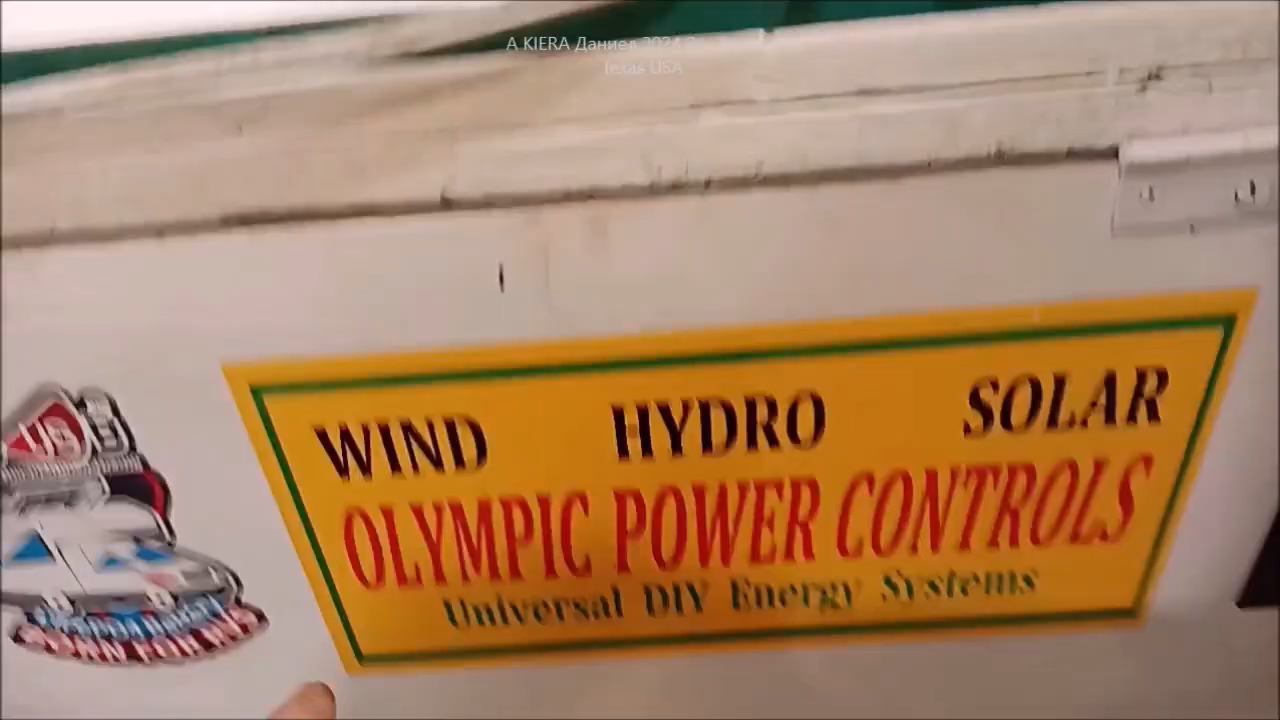 A KIERA Даниел 2024
Texas USA
WIND HYDRO SOLAR
OLYMPIC POWER CONTROLS
Universal DIY Energy Systems